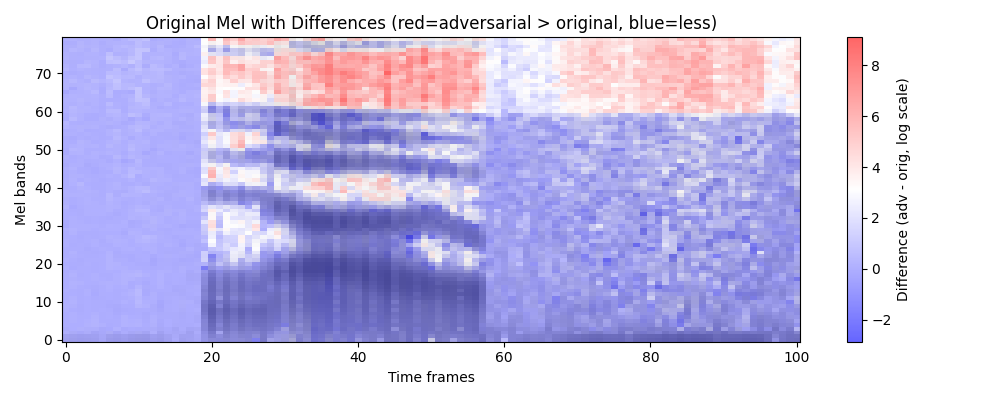 Original Mel with Differences (red=adversarial > original, blue=less)
Mel bands
70
60
50
40
30
20
10
0
0 20 40 60 80 100
Time frames
8
6
4
2
0
−2
Difference (adv - orig, log scale)